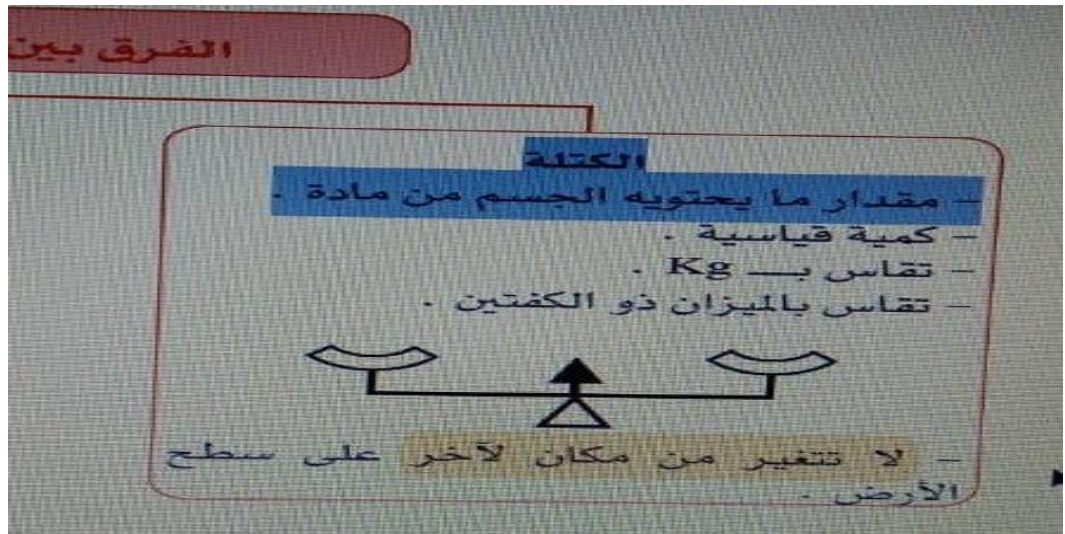 الفرق بين
الكتلة
– مقدار ما يحتويه الجسم من مادة .
– كمية قياسية .
– تقاس بـــ Kg .
– تقاس بالميزان ذو الكفتين .
– لا تتغير من مكان لآخر على سطح
الأرض .